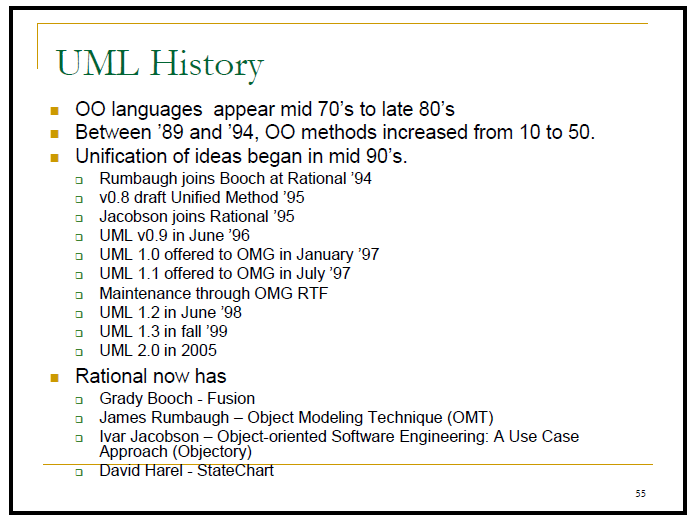 UML History
OO languages appear mid 70’s to late 80’s
Between ’89 and ’94, OO methods increased from 10 to 50.
Unification of ideas began in mid 90’s.
Rumbaugh joins Booch at Rational ’94
v0.8 draft Unified Method ’95
Jacobson joins Rational ’95
UML v0.9 in June ’96
UML 1.0 offered to OMG in January ’97
UML 1.1 offered to OMG in July ’97
Maintenance through OMG RTF
UML 1.2 in June ’98
UML 1.3 in fall ’99
UML 2.0 in 2005
Rational now has
Grady Booch - Fusion
James Rumbaugh – Object Modeling Technique (OMT)
Ivar Jacobson – Object-oriented Software Engineering: A Use Case
Approach (Objectory)
David Harel - StateChart
55